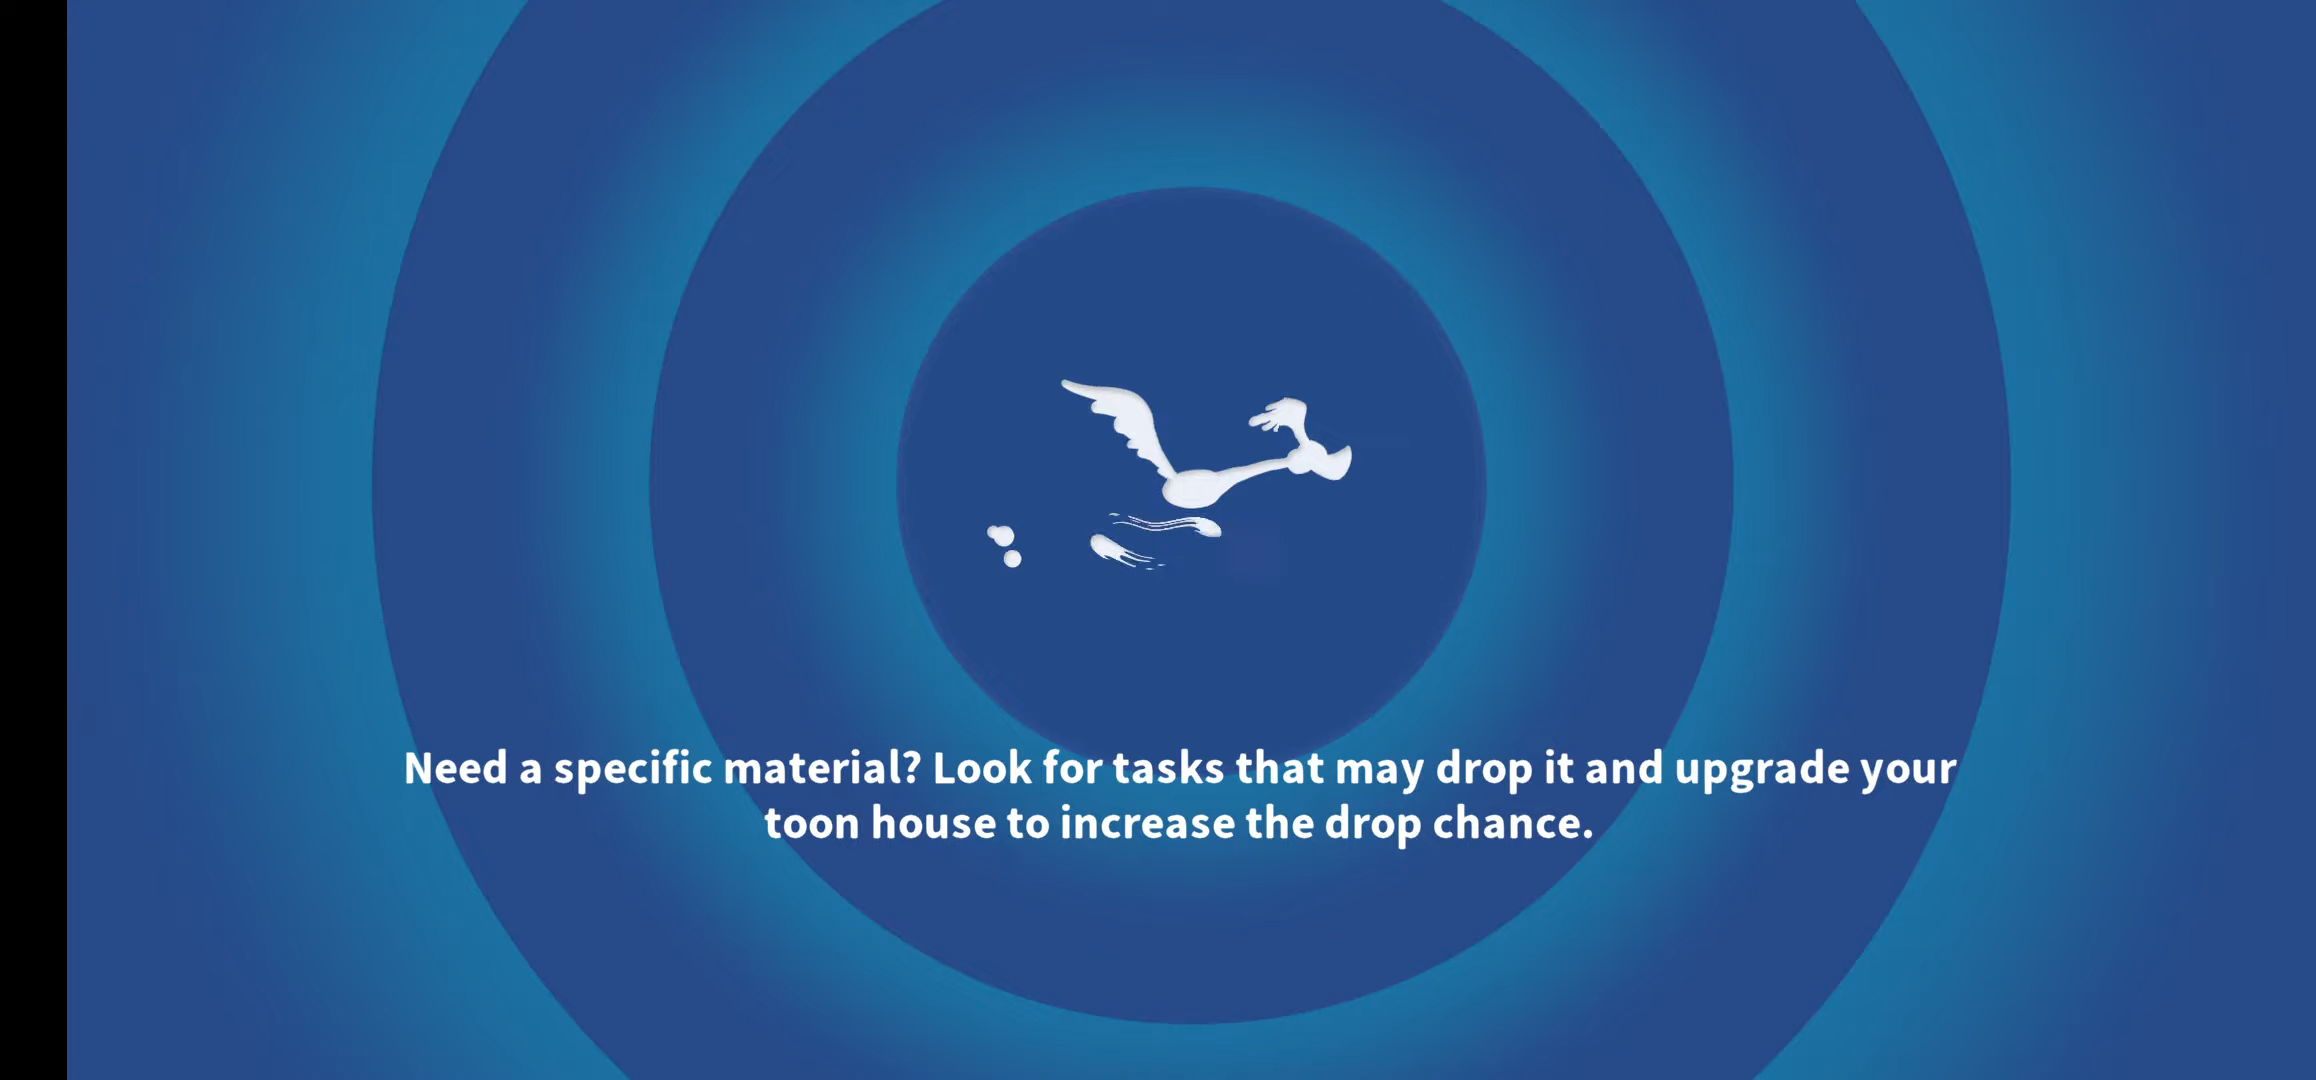 Need a specific material? Look for tasks that may drop it and upgrade your
toon house to increase the drop chance.